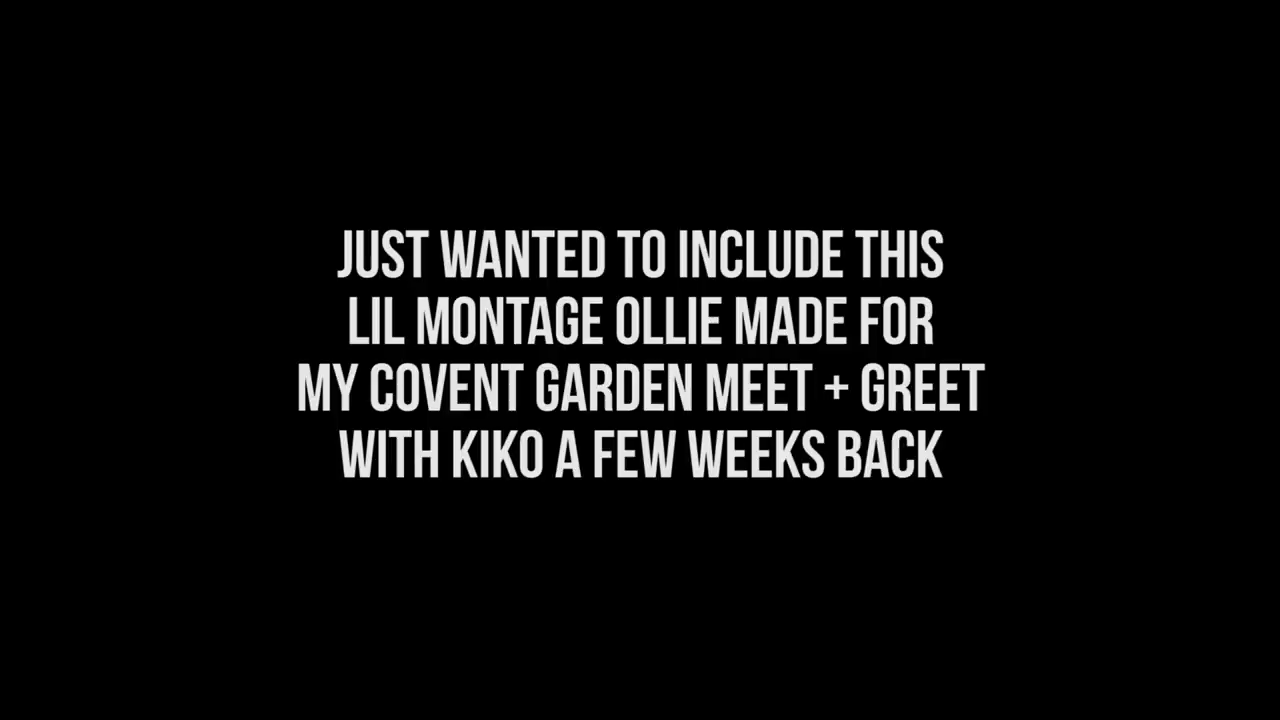 JUST WANTED TO INCLUDE THIS
LIL MONTAGE OLLIE MADE FOR
MY COVENT GARDEN MEET + GREET
WITH KIKO A FEW WEEKS BACK